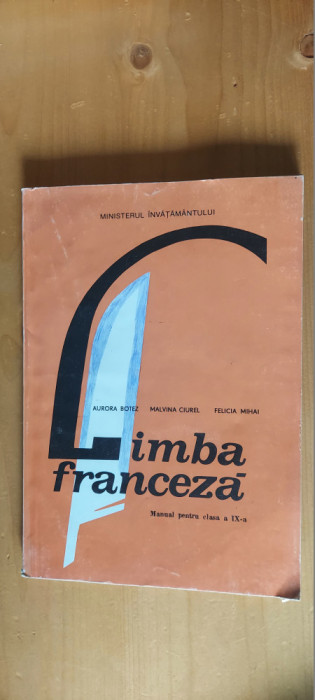 MINISTERUL ÎNVĂȚĂMÂNTULUI
AURORA BOTEZ MALVINA CIUREL FELICIA MIHAI
Limba
franceză
Manual pentru clasa a IX-a